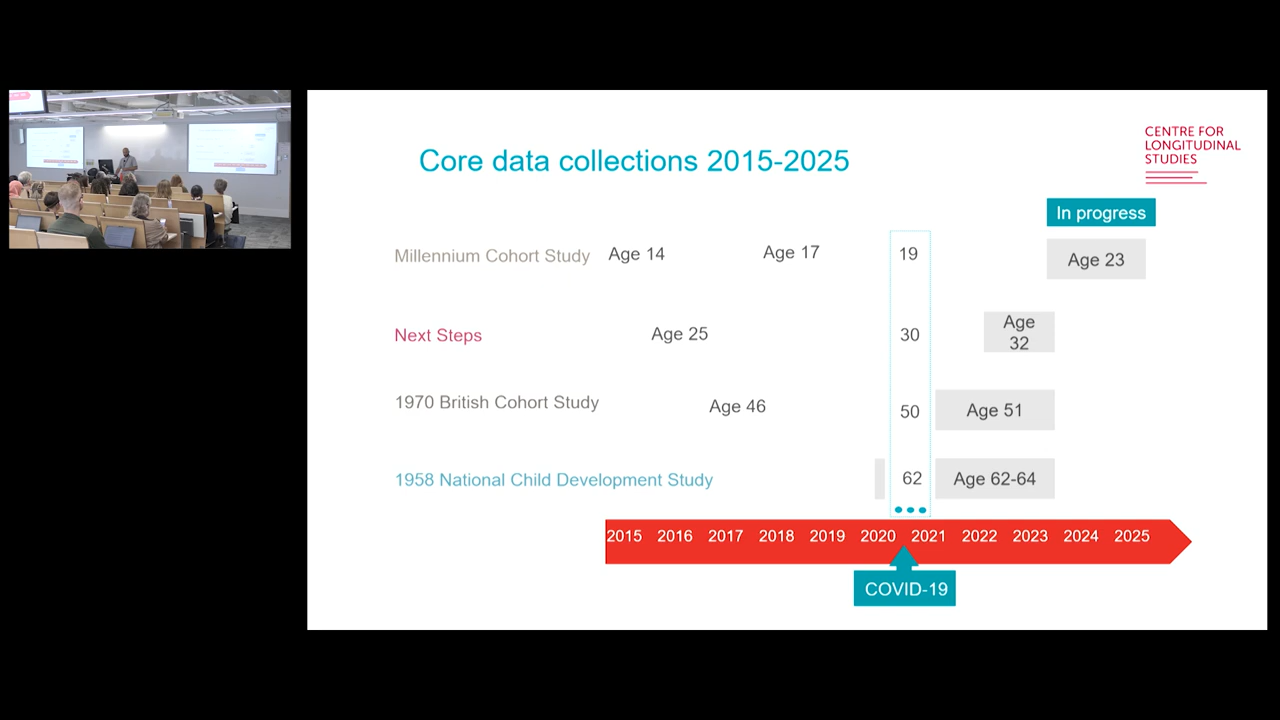 Core data collections 2015-2025
CENTRE FOR
LONGITUDINAL
STUDIES
In progress
Millennium Cohort Study Age 14 Age 17 19 Age 23
Next Steps Age 25 30 Age
32
1970 British Cohort Study Age 46 50 Age 51
1958 National Child Development Study 62 Age 62-64
2015 2016 2017 2018 2019 2020 2021 2022 2023 2024 2025
COVID-19